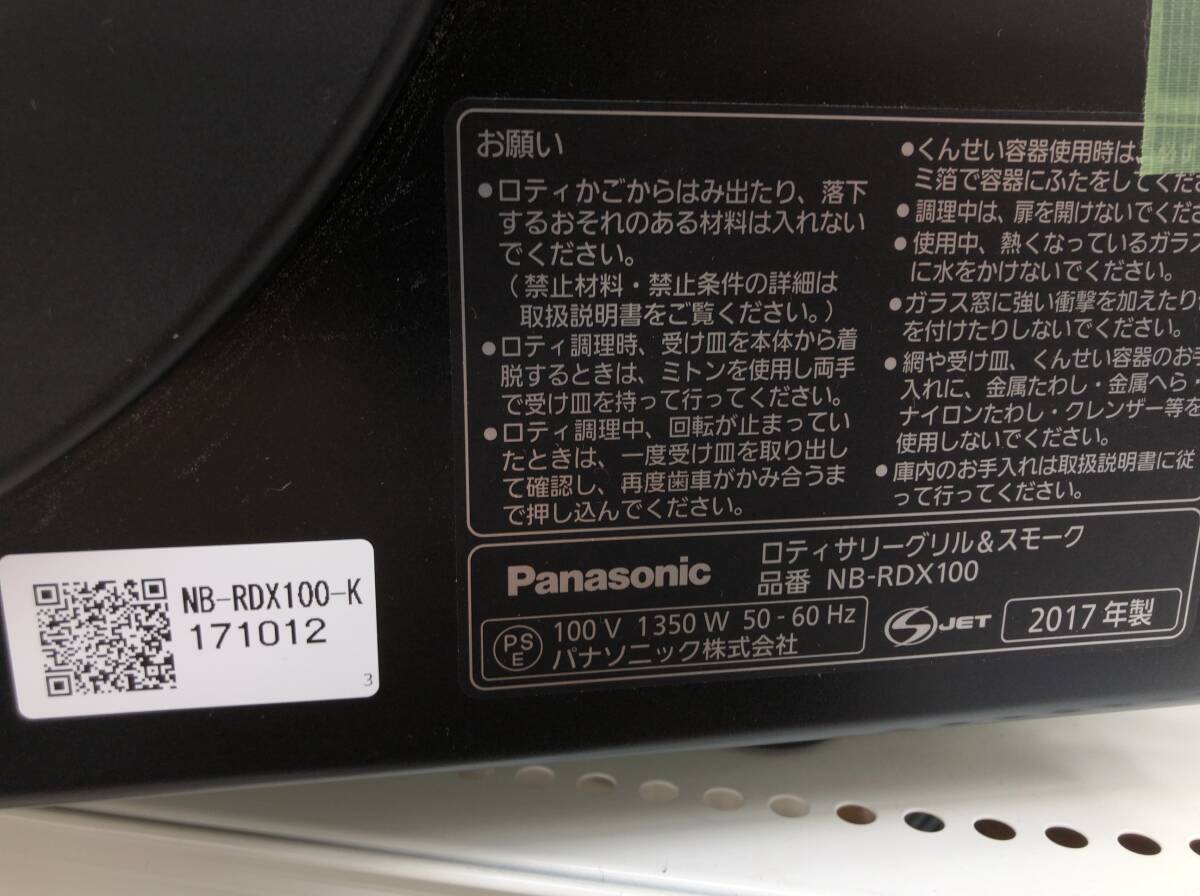 お願い
●ロティかごからはみ出たり、落下
するおそれのある材料は入れない
でください。
(禁止材料・禁止条件の詳細は
取扱説明書をご覧ください。)
●ロティ調理時、受け皿を本体から着
脱するときは、ミトンを使用し両手
で受け皿を持って行ってください。
●ロティ調理中、回転が止まってい
たときは、一度受け皿を取り出し
て確認し、再度歯車がかみ合うま
で押し込んでください。
●くんせい容器使用時は、
ミ箔で容器にふたをしてくだ
●調理中は、扉を開けないでくだ
●使用中、熱くなっているガラ
に水をかけないでください。
●ガラス窓に強い衝撃を加えたり
を付けたりしないでください。
●網や受け皿、くんせい容器のお手
入れに、金属たわし・金属へら・
ナイロンたわし・クレンザー等を
使用しないでください。
●庫内のお手入れは取扱説明書に従
って行ってください。
Panasonic
ロティサリーグリル&スモーク
品番 NB-RDX100
PS
E
100V 1350W 50-60Hz
パナソニック株式会社
S JET
2017年製
NB-RDX100-K
171012
3